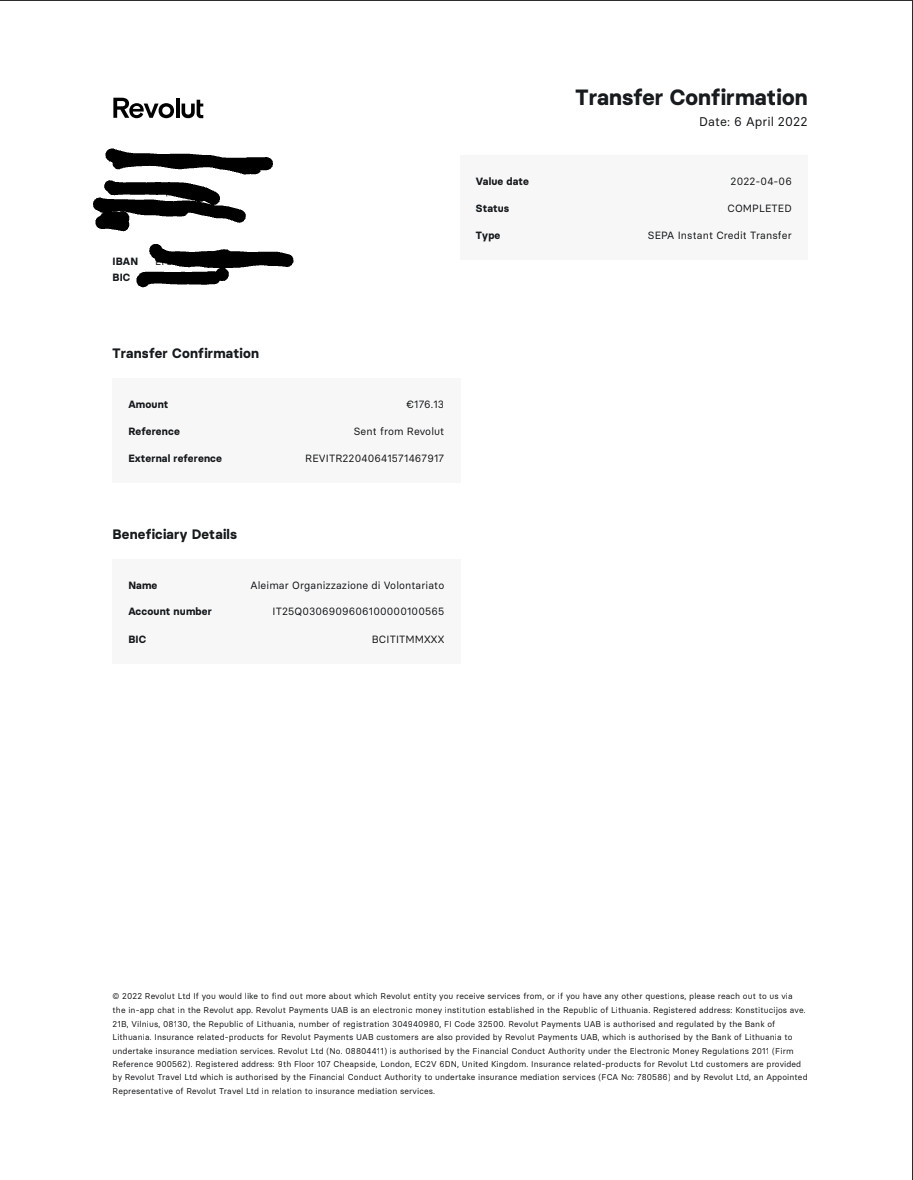 Revolut
Transfer Confirmation
Date: 6 April 2022
Value date 2022-04-06
Status COMPLETED
Type SEPA Instant Credit Transfer
IBAN
BIC
Transfer Confirmation
Amount €176.13
Reference Sent from Revolut
External reference REVITR22040641571467917
Beneficiary Details
Name Aleimar Organizzazione di Volontariato
Account number IT25Q0306909606100000100565
BIC BCITITMMXXX
© 2022 Revolut Ltd If you would like to find out more about which Revolut entity you receive services from, or if you have any other questions, please reach out to us via
the in-app chat in the Revolut app. Revolut Payments UAB is an electronic money institution established in the Republic of Lithuania. Registered address: Konstitucijos ave.
21B, Vilnius, 08130, the Republic of Lithuania, number of registration 304940980, FI Code 32500. Revolut Payments UAB is authorised and regulated by the Bank of
Lithuania. Insurance related-products for Revolut Payments UAB customers are also provided by Revolut Payments UAB, which is authorised by the Bank of Lithuania to
undertake insurance mediation services. Revolut Ltd (No. 08804411) is authorised by the Financial Conduct Authority under the Electronic Money Regulations 2011 (Firm
Reference 900562). Registered address: 9th Floor 107 Cheapside, London, EC2V 6DN, United Kingdom. Insurance related-products for Revolut Ltd customers are provided
by Revolut Travel Ltd which is authorised by the Financial Conduct Authority to undertake insurance mediation services (FCA No: 780586) and by Revolut Ltd, an Appointed
Representative of Revolut Travel Ltd in relation to insurance mediation services.